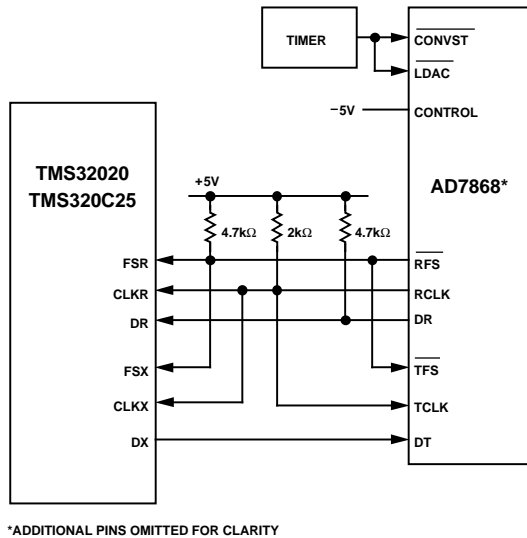 TIMER
CONVST
LDAC
−5V
CONTROL
TMS32020
TMS320C25
AD7868*
+5V
4.7kΩ
2kΩ
4.7kΩ
FSR
RFS
CLKR
RCLK
DR
DR
FSX
TFS
CLKX
TCLK
DX
DT
*ADDITIONAL PINS OMITTED FOR CLARITY